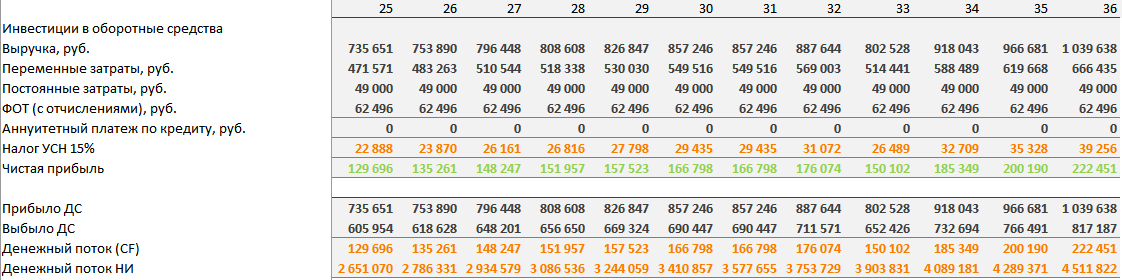 25 26 27 28 29 30 31 32 33 34 35 36
Инвестиции в оборотные средства
Выручка, руб. 735 651 753 890 796 448 808 608 826 847 857 246 857 246 887 644 802 528 918 043 966 681 1 039 638
Переменные затраты, руб. 471 571 483 263 510 544 518 338 530 030 549 516 549 516 569 003 514 441 588 489 619 668 666 435
Постоянные затраты, руб. 49 000 49 000 49 000 49 000 49 000 49 000 49 000 49 000 49 000 49 000 49 000 49 000
ФОТ (с отчислениями), руб. 62 496 62 496 62 496 62 496 62 496 62 496 62 496 62 496 62 496 62 496 62 496 62 496
Аннуитетный платеж по кредиту, руб. 0 0 0 0 0 0 0 0 0 0 0 0
Налог УСН 15% 22 888 23 870 26 161 26 816 27 798 29 435 29 435 31 072 26 489 32 709 35 328 39 256
Чистая прибыль 129 696 135 261 148 247 151 957 157 523 166 798 166 798 176 074 150 102 185 349 200 190 222 451
Прибыло ДС 735 651 753 890 796 448 808 608 826 847 857 246 857 246 887 644 802 528 918 043 966 681 1 039 638
Выбыло ДС 605 954 618 628 648 201 656 650 669 324 690 447 690 447 711 571 652 426 732 694 766 491 817 187
Денежный поток (CF) 129 696 135 261 148 247 151 957 157 523 166 798 166 798 176 074 150 102 185 349 200 190 222 451
Денежный поток НИ 2 651 070 2 786 331 2 934 579 3 086 536 3 244 059 3 410 857 3 577 655 3 753 729 3 903 831 4 089 181 4 289 371 4 511 822